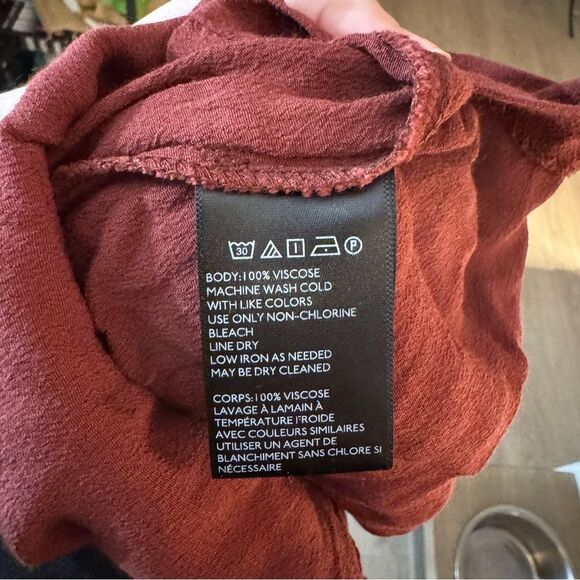 30 P
BODY:100% VISCOSE
MACHINE WASH COLD
WITH LIKE COLORS
USE ONLY NON-CHLORINE
BLEACH
LINE DRY
LOW IRON AS NEEDED
MAY BE DRY CLEANED
CORPS:100% VISCOSE
LAVAGE À LAMAIN À
TEMPÉRATURE FROIDE
AVEC COULEURS SIMILAIRES
UTILISER UN AGENT DE
BLANCHIMENT SANS CHLORE SI
NÉCESSAIRE